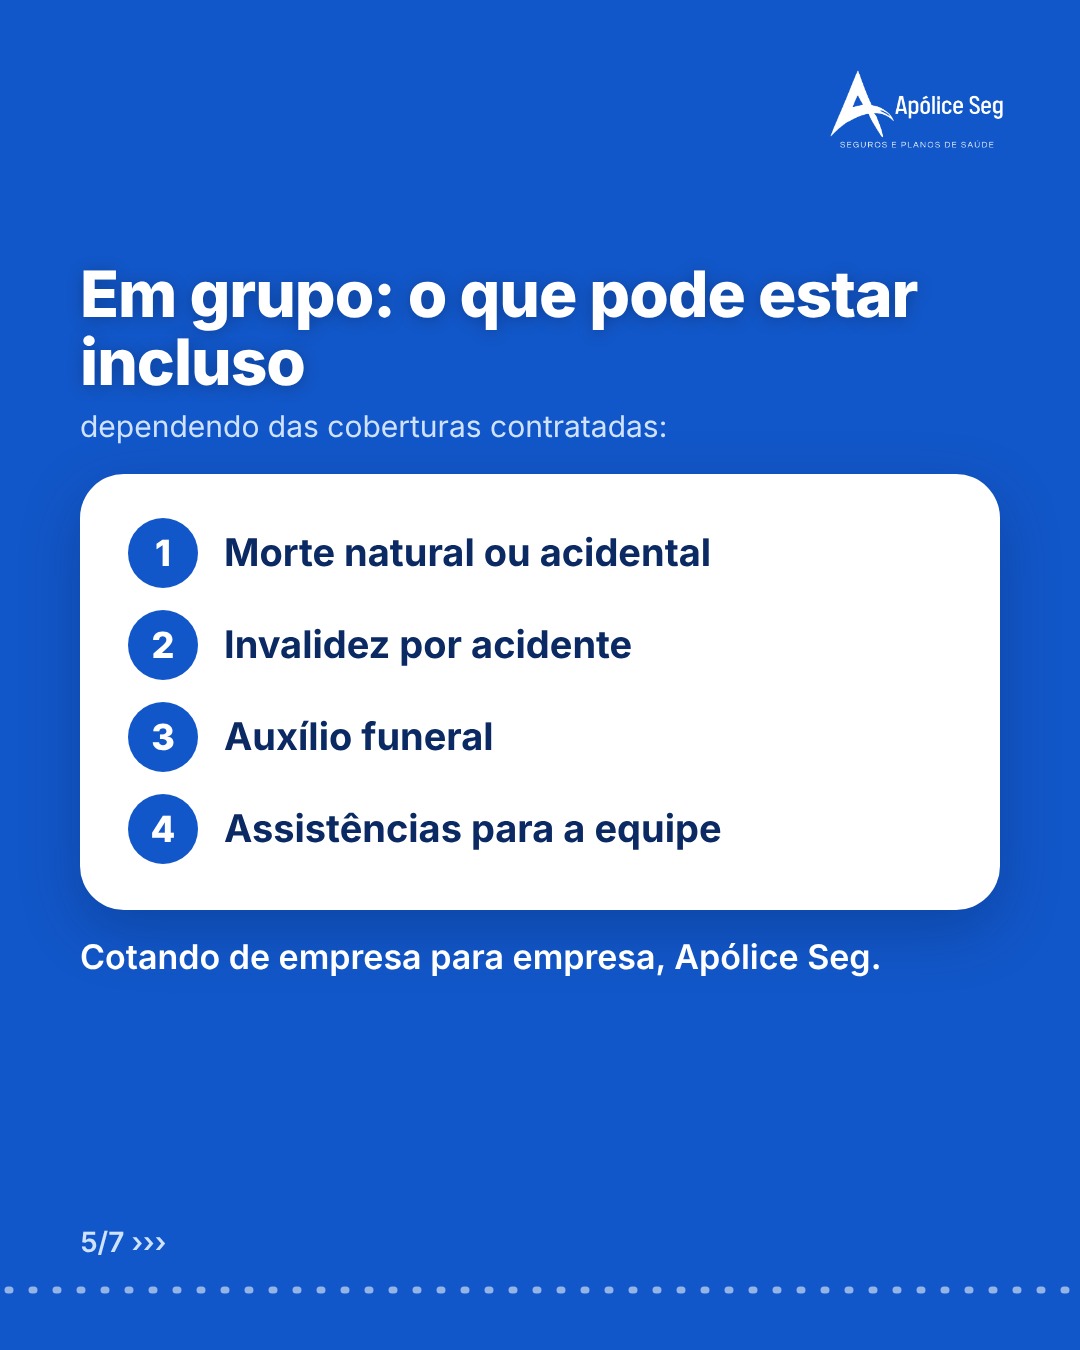 Apólice Seg
SEGUROS E PLANOS DE SAÚDE
Em grupo: o que pode estar
incluso
dependendo das coberturas contratadas:
1 Morte natural ou acidental
2 Invalidez por acidente
3 Auxílio funeral
4 Assistências para a equipe
Cotando de empresa para empresa, Apólice Seg.
5/7 ›››